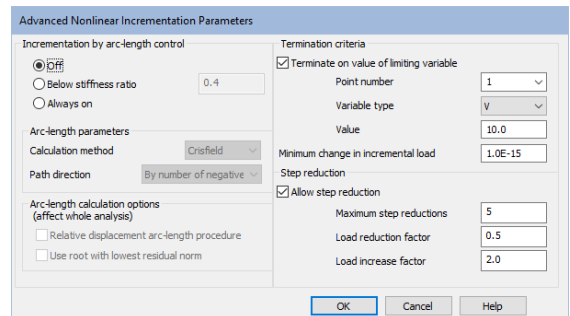 Advanced Nonlinear Incrementation Parameters
Incrementation by arc-length control
Off
Below stiffness ratio
0.4
Always on
Arc-length parameters
Calculation method
Crisfield
Path direction
By number of negative
Arc-length calculation options
(affect whole analysis)
Relative displacement arc-length procedure
Use root with lowest residual norm
Termination criteria
Terminate on value of limiting variable
Point number
1
Variable type
V
Value
10.0
Minimum change in incremental load
1.0E-15
Step reduction
Allow step reduction
Maximum step reductions
5
Load reduction factor
0.5
Load increase factor
2.0
OK
Cancel
Help